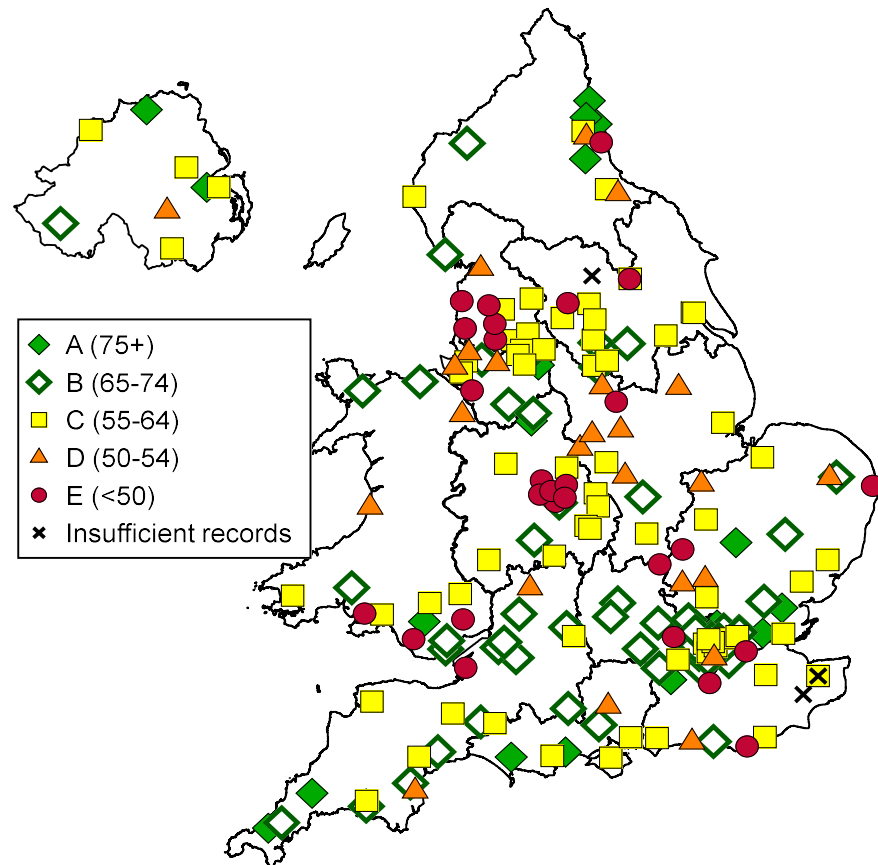 A (75+)
B (65-74)
C (55-64)
D (50-54)
E (<50)
Insufficient records